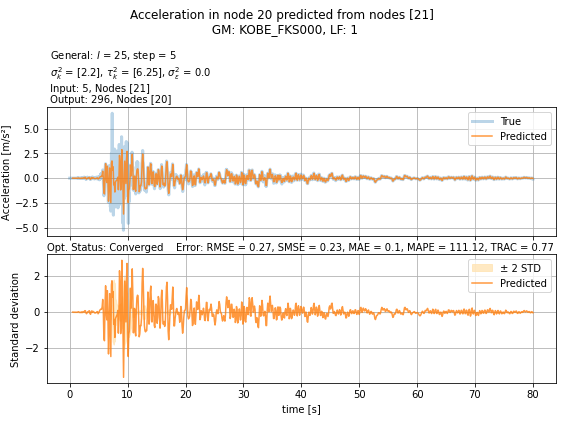 Acceleration in node 20 predicted from nodes [21]
GM: KOBE_FKS000, LF: 1
General: l = 25, step = 5
σ²ₖ = [2.2], τ²ₖ = [6.25], σ²ε = 0.0
Input: 5, Nodes [21]
Output: 296, Nodes [20]
Acceleration [m/s²]
5.0
2.5
0.0
−2.5
−5.0
True
Predicted
Opt. Status: Converged Error: RMSE = 0.27, SMSE = 0.23, MAE = 0.1, MAPE = 111.12, TRAC = 0.77
Standard deviation
2
0
−2
± 2 STD
Predicted
0 10 20 30 40 50 60 70 80
time [s]